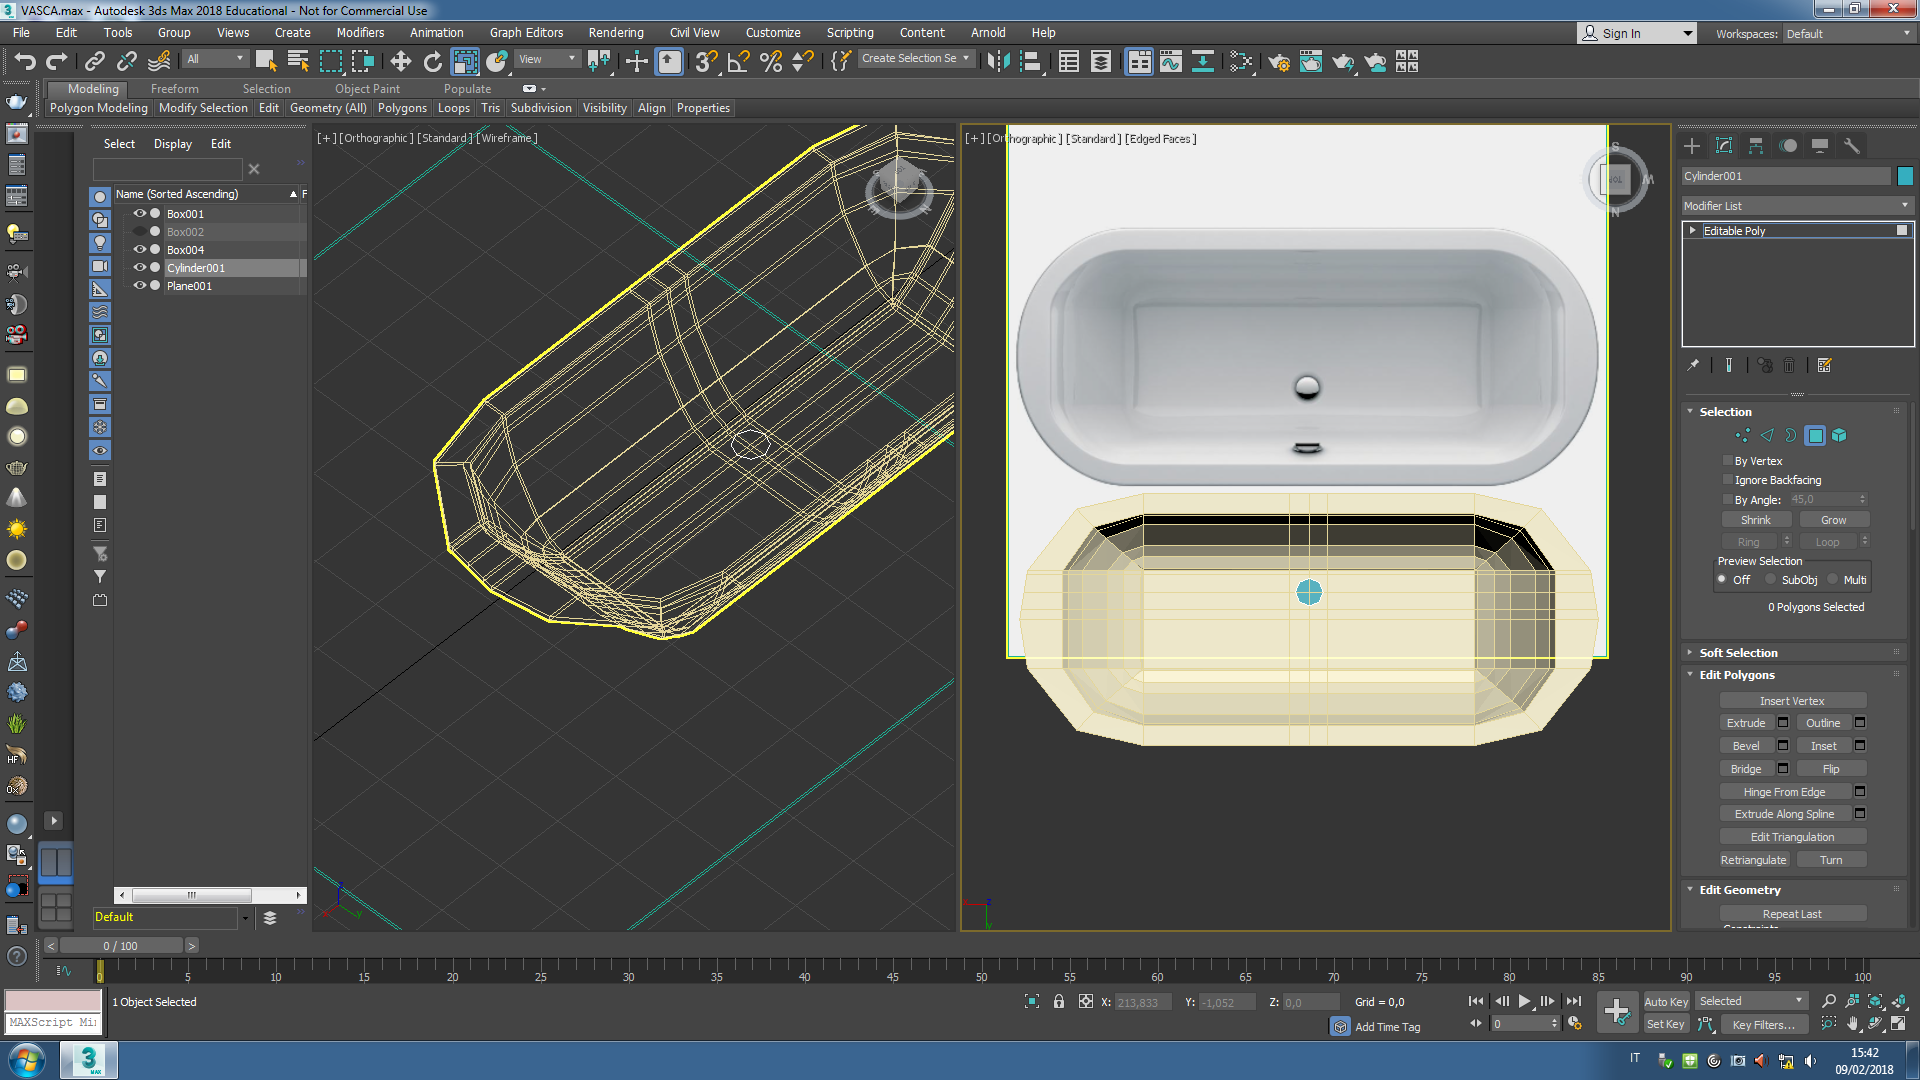 VASCA.max - Autodesk 3ds Max 2018 Educational - Not for Commercial Use
File Edit Tools Group Views Create Modifiers Animation Graph Editors Rendering Civil View Customize Scripting Content Arnold Help
Sign In
Workspaces: Default
All
View
Create Selection Se
Modeling Freeform Selection Object Paint Populate
Polygon Modeling Modify Selection Edit Geometry (All) Polygons Loops Tris Subdivision Visibility Align Properties
Select Display Edit
Name (Sorted Ascending) F
Box001
Box002
Box004
Cylinder001
Plane001
Default
[+] [Orthographic] [Standard] [Wireframe]
[+] [Orthographic] [Standard] [Edged Faces]
S
W
N
TOP
Cylinder001
Modifier List
Editable Poly
Selection
By Vertex
Ignore Backfacing
By Angle: 45,0
Shrink Grow
Ring Loop
Preview Selection
Off SubObj Multi
0 Polygons Selected
Soft Selection
Edit Polygons
Insert Vertex
Extrude Outline
Bevel Inset
Bridge Flip
Hinge From Edge
Extrude Along Spline
Edit Triangulation
Retriangulate Turn
Edit Geometry
Repeat Last
Constraints
0 / 100
0 5 10 15 20 25 30 35 40 45 50 55 60 65 70 75 80 85 90 95 100
1 Object Selected
MAXScript Mi
X: 213,833 Y: -1,052 Z: 0,0 Grid = 0,0
Add Time Tag
0
Auto Key Selected
Set Key Key Filters...
3
MAX
IT
15:42
09/02/2018